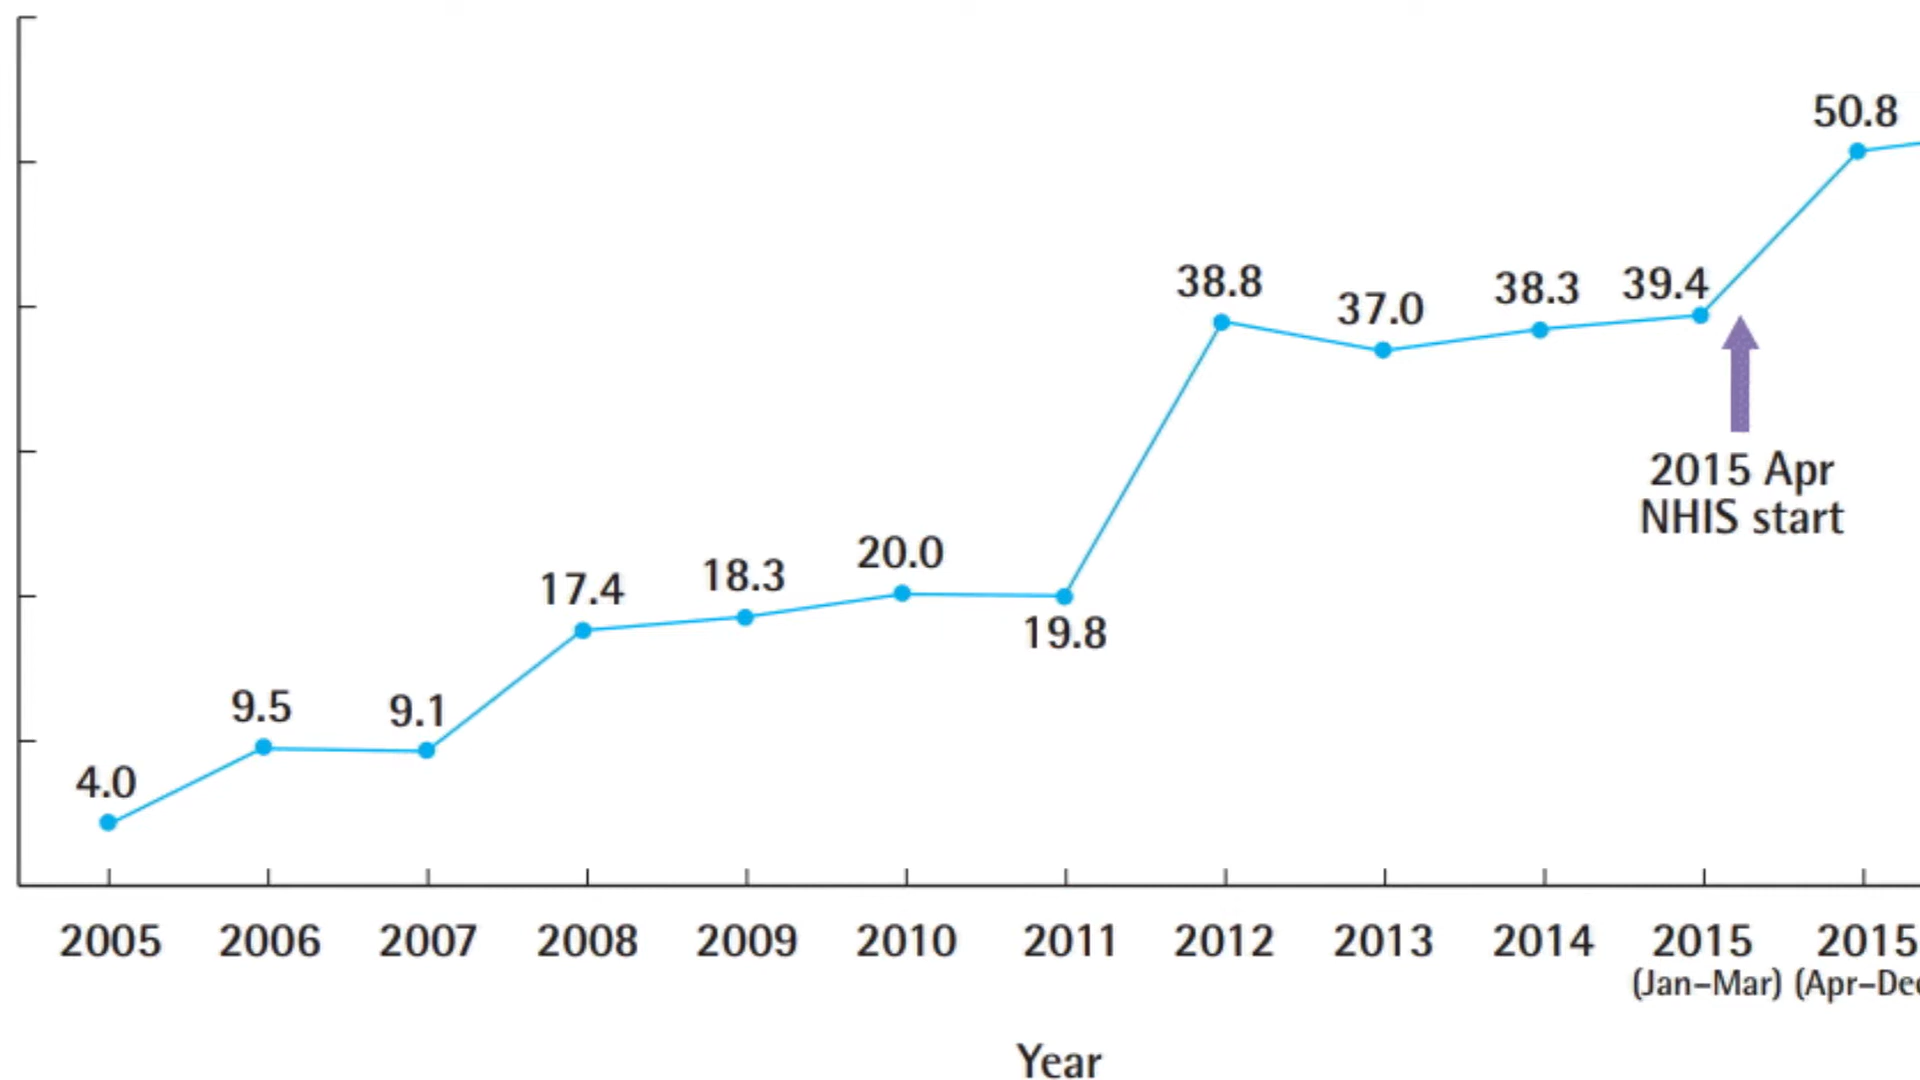 50.8
38.8
37.0
38.3
39.4
2015 Apr
NHIS start
20.0
17.4
18.3
19.8
9.5
9.1
4.0
2005 2006 2007 2008 2009 2010 2011 2012 2013 2014 2015 2015
(Jan–Mar) (Apr–Dec
Year